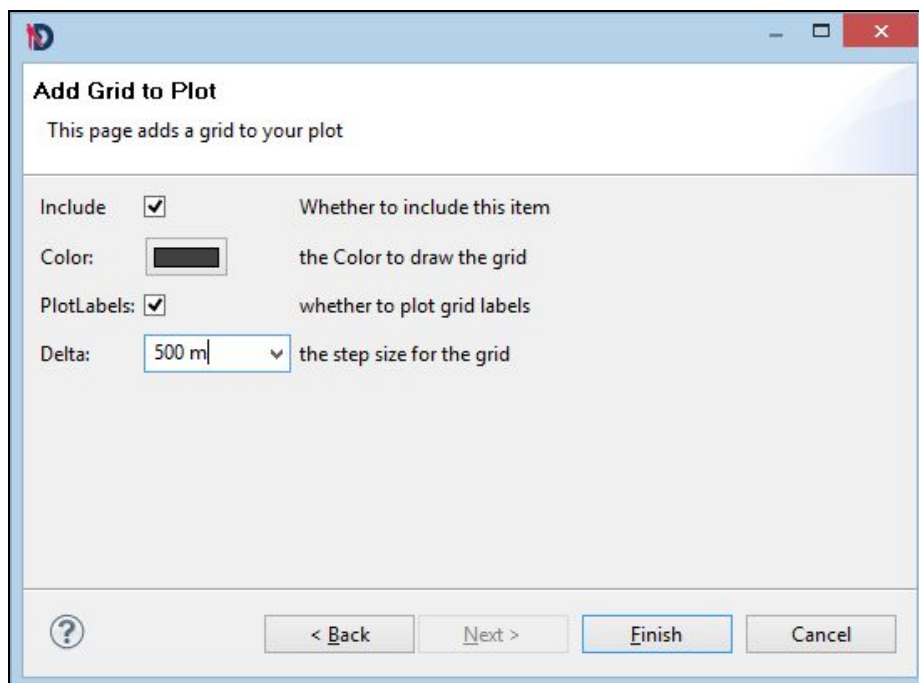 Add Grid to Plot
This page adds a grid to your plot
Include Whether to include this item
Color: the Color to draw the grid
PlotLabels: whether to plot grid labels
Delta: 500 m the step size for the grid
? < Back Next > Finish Cancel